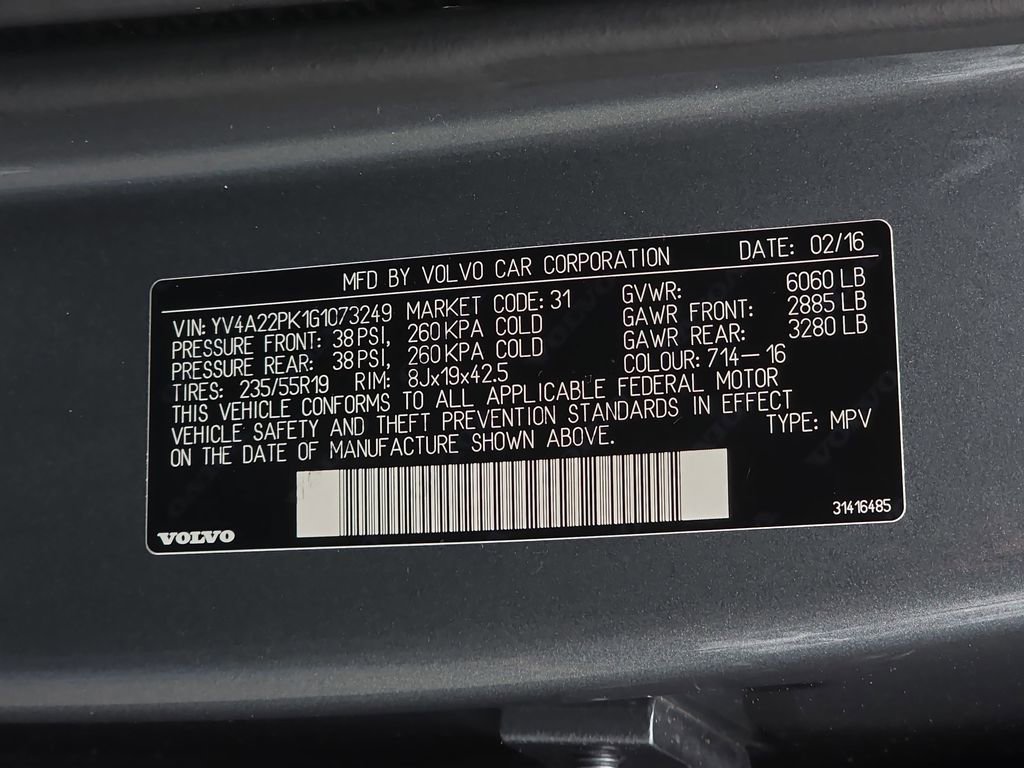 MFD BY VOLVO CAR CORPORATION DATE: 02/16
VIN: YV4A22PK1G1073249 MARKET CODE: 31 GVWR: 6060 LB
PRESSURE FRONT: 38 PSI, 260 KPA COLD GAWR FRONT: 2885 LB
PRESSURE REAR: 38 PSI, 260 KPA COLD GAWR REAR: 3280 LB
TIRES: 235/55R19 RIM: 8Jx19x42.5 COLOUR: 714-16
THIS VEHICLE CONFORMS TO ALL APPLICABLE FEDERAL MOTOR
VEHICLE SAFETY AND THEFT PREVENTION STANDARDS IN EFFECT
ON THE DATE OF MANUFACTURE SHOWN ABOVE. TYPE: MPV
VOLVO 31416485